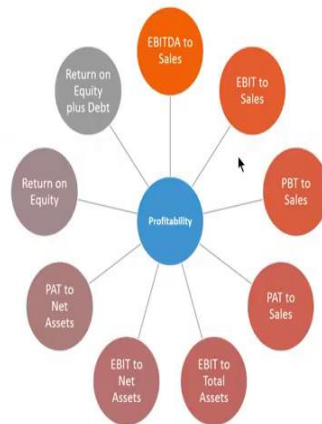 EBITDA to
Sales
EBIT to
Sales
PBT to
Sales
PAT to
Sales
EBIT to
Total
Assets
EBIT to
Net
Assets
PAT to
Net
Assets
Return on
Equity
Return on
Equity
plus Debt
Profitability